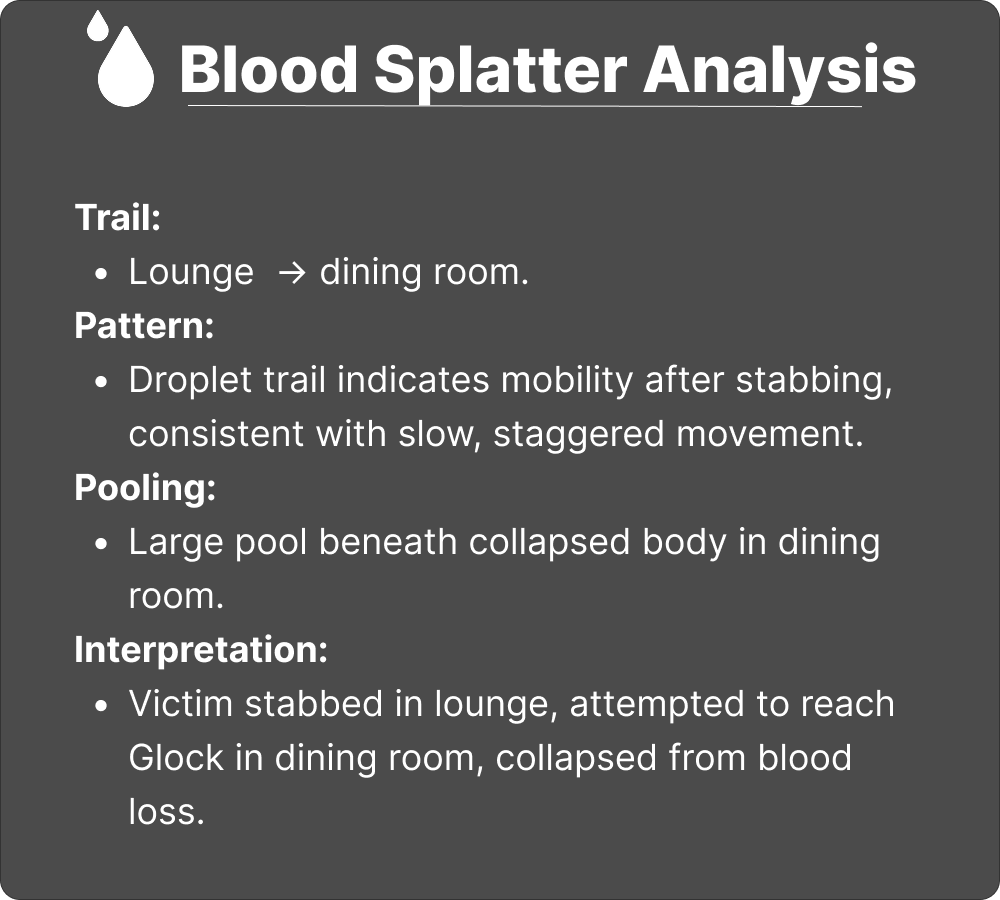 Blood Splatter Analysis
Trail:
• Lounge → dining room.
Pattern:
• Droplet trail indicates mobility after stabbing,
consistent with slow, staggered movement.
Pooling:
• Large pool beneath collapsed body in dining
room.
Interpretation:
• Victim stabbed in lounge, attempted to reach
Glock in dining room, collapsed from blood
loss.